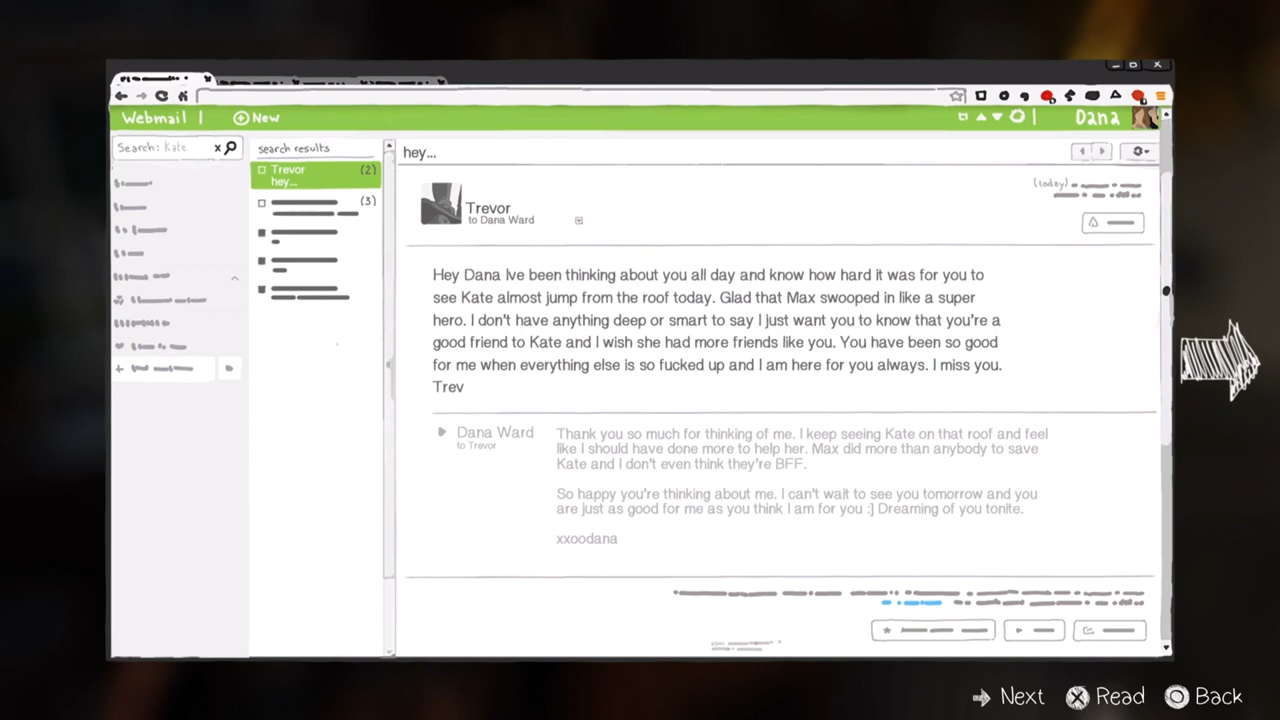 Webmail | New
Dana
Search: Kate x
search results
Trevor (2)
hey...
(3)
hey...
(today)
Trevor
to Dana Ward
Hey Dana Ive been thinking about you all day and know how hard it was for you to
see Kate almost jump from the roof today. Glad that Max swooped in like a super
hero. I don't have anything deep or smart to say I just want you to know that you're a
good friend to Kate and I wish she had more friends like you. You have been so good
for me when everything else is so fucked up and I am here for you always. I miss you.
Trev
Dana Ward
to Trevor
Thank you so much for thinking of me. I keep seeing Kate on that roof and feel
like I should have done more to help her. Max did more than anybody to save
Kate and I don't even think they're BFF.
So happy you're thinking about me. I can't wait to see you tomorrow and you
are just as good for me as you think I am for you :] Dreaming of you tonite.
xxoodana
Next
Read
Back